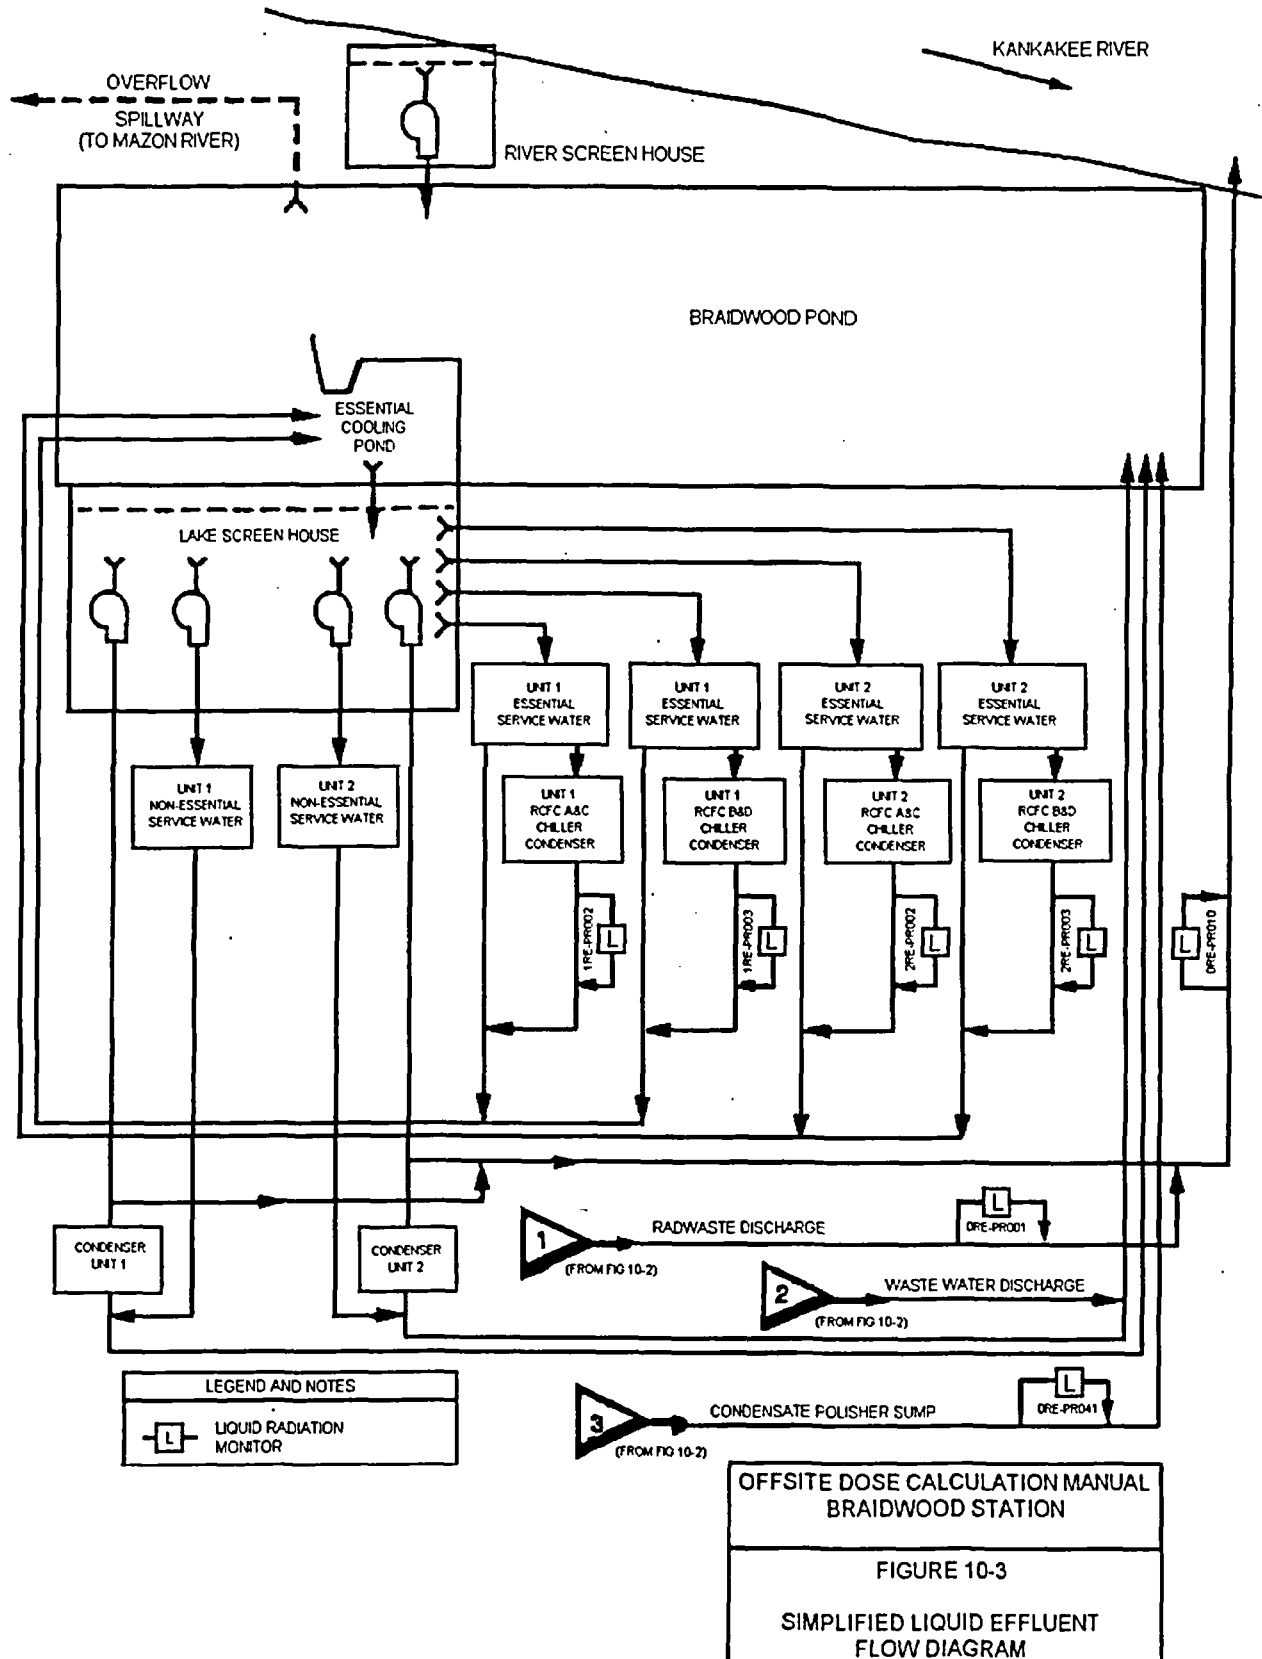 KANKAKEE RIVER
OVERFLOW
SPILLWAY
(TO MAZON RIVER)
RIVER SCREEN HOUSE
BRAIDWOOD POND
ESSENTIAL
COOLING
POND
LAKE SCREEN HOUSE
UNIT 1
ESSENTIAL
SERVICE WATER
UNIT 1
ESSENTIAL
SERVICE WATER
UNIT 2
ESSENTIAL
SERVICE WATER
UNIT 2
ESSENTIAL
SERVICE WATER
UNIT 1
NON-ESSENTIAL
SERVICE WATER
UNIT 2
NON-ESSENTIAL
SERVICE WATER
UNIT 1
RCFC A&C
CHILLER
CONDENSER
UNIT 1
RCFC B&D
CHILLER
CONDENSER
UNIT 2
RCFC A&C
CHILLER
CONDENSER
UNIT 2
RCFC B&D
CHILLER
CONDENSER
1RE-PR002
L
1RE-PR003
L
2RE-PR002
L
2RE-PR003
L
L
0RE-PR010
CONDENSER
UNIT 1
CONDENSER
UNIT 2
1
(FROM FIG 10-2)
RADWASTE DISCHARGE
L
0RE-PR001
2
(FROM FIG 10-2)
WASTE WATER DISCHARGE
3
(FROM FIG 10-2)
CONDENSATE POLISHER SUMP
L
0RE-PR041
LEGEND AND NOTES
L
LIQUID RADIATION
MONITOR
OFFSITE DOSE CALCULATION MANUAL
BRAIDWOOD STATION
FIGURE 10-3
SIMPLIFIED LIQUID EFFLUENT
FLOW DIAGRAM